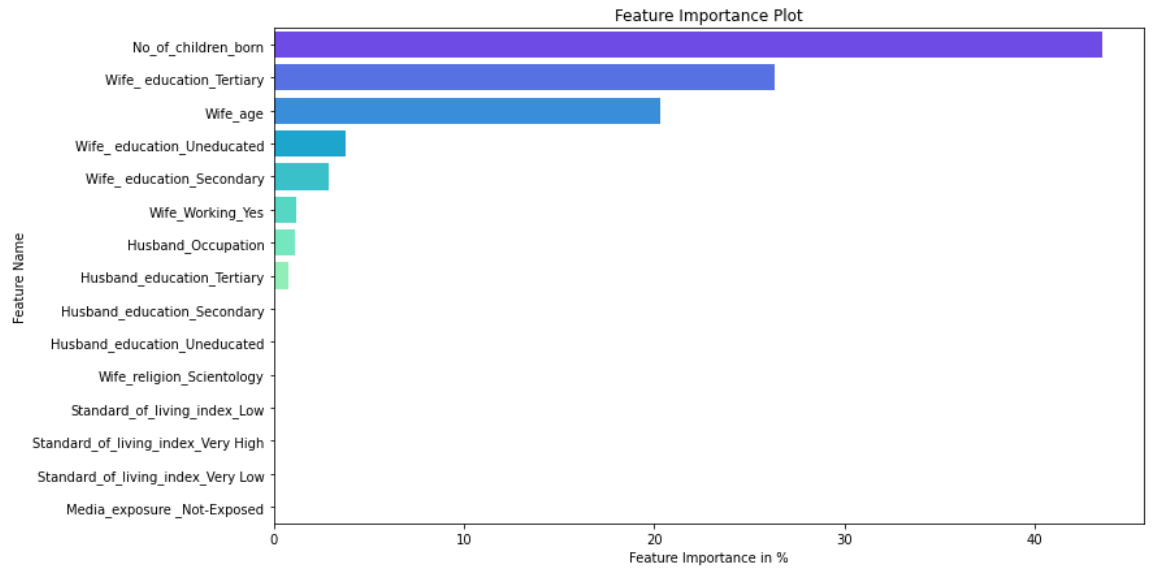 Feature Importance Plot
No_of_children_born
Wife_ education_Tertiary
Wife_age
Wife_ education_Uneducated
Wife_ education_Secondary
Wife_Working_Yes
Husband_Occupation
Husband_education_Tertiary
Husband_education_Secondary
Husband_education_Uneducated
Wife_religion_Scientology
Standard_of_living_index_Low
Standard_of_living_index_Very High
Standard_of_living_index_Very Low
Media_exposure _Not-Exposed
Feature Name
0 10 20 30 40
Feature Importance in %